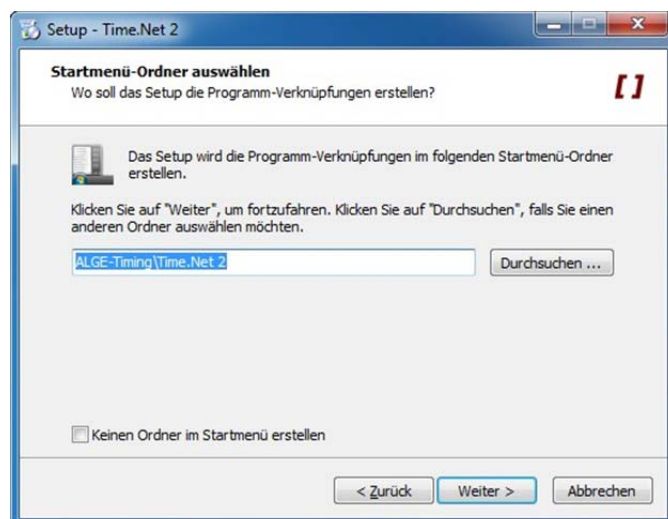 Setup - Time.Net 2
Startmenü-Ordner auswählen
Wo soll das Setup die Programm-Verknüpfungen erstellen?
[ ]
Das Setup wird die Programm-Verknüpfungen im folgenden Startmenü-Ordner
erstellen.
Klicken Sie auf "Weiter", um fortzufahren. Klicken Sie auf "Durchsuchen", falls Sie einen
anderen Ordner auswählen möchten.
ALGE-Timing\Time.Net 2
Durchsuchen ...
Keinen Ordner im Startmenü erstellen
< Zurück
Weiter >
Abbrechen